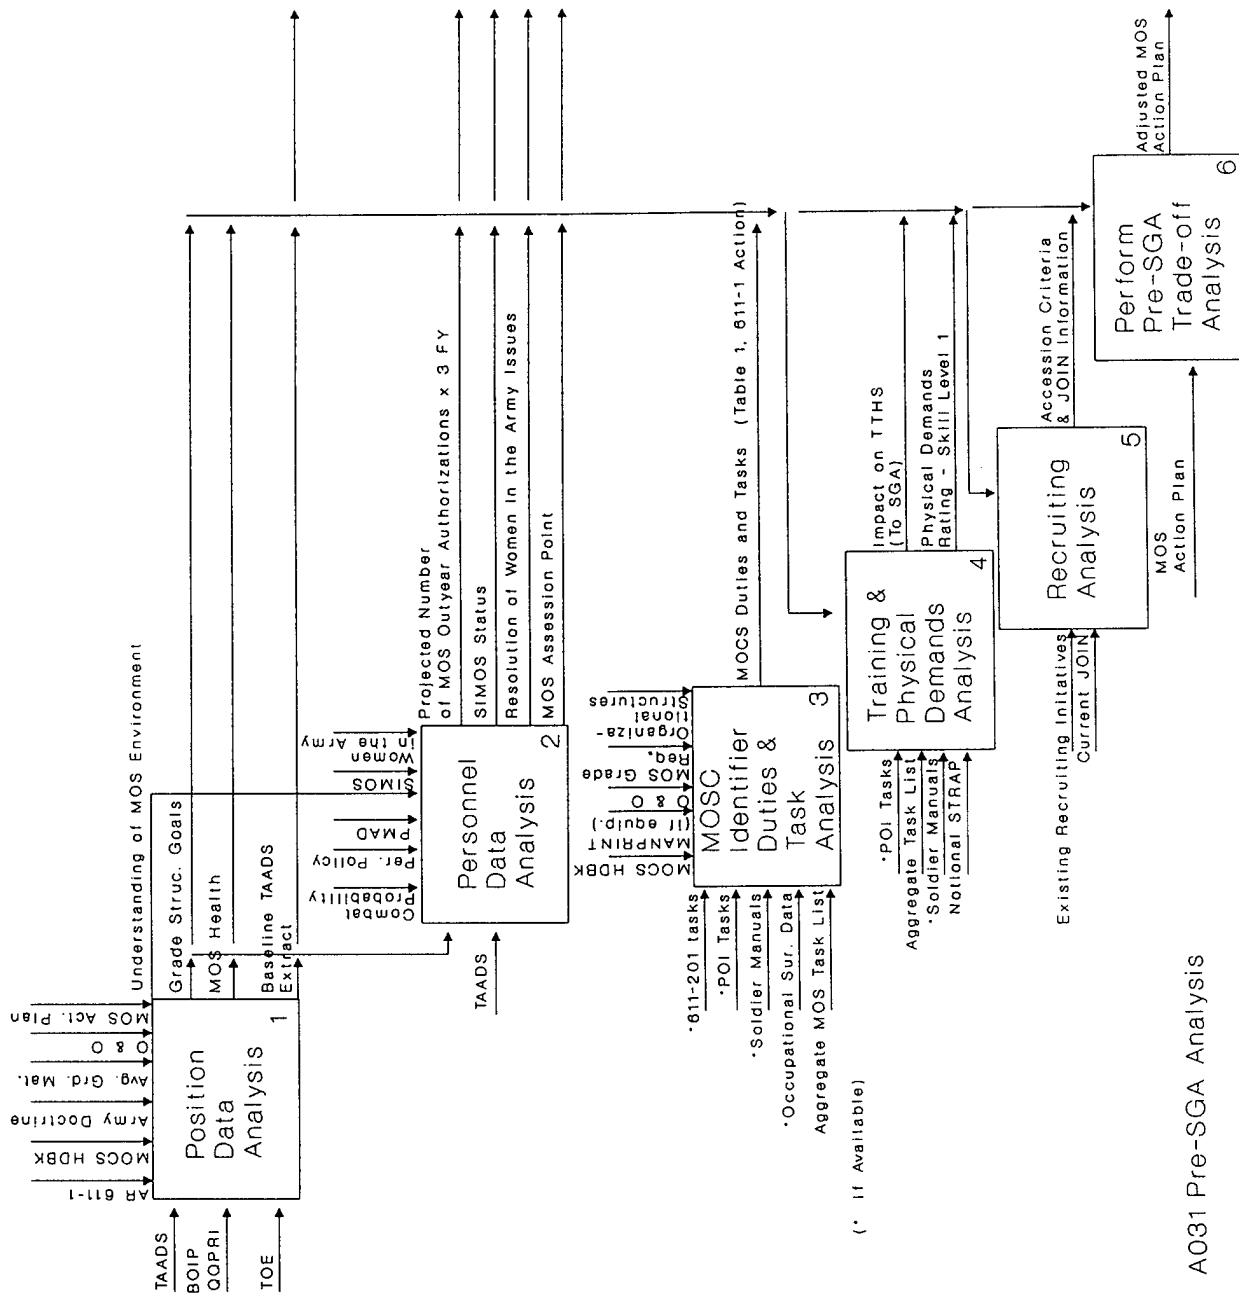 AR 611-1
MOCS HDBK
Army Doctrine
Avg. Grd. Mat.
O & O
MOS Act. Plan
TAADS
BOIP
QQPRI
TOE
Position
Data
Analysis
1
Understanding of MOS Environment
Grade Struc. Goals
MOS Health
Baseline TAADS
Extract
Combat
Probability
Per. Policy
PMAD
SIMOS
Women
in the Army
TAADS
Personnel
Data
Analysis
2
Projected Number
of MOS Outyear Authorizations x 3 FY
SIMOS Status
Resolution of Women in the Army Issues
MOS Assession Point
MOCS HDBK
MANPRINT
(if equip.)
O & O
MOS Grade
Req.
Organiza-
tional
Structures
*611-201 tasks
*POI Tasks
*Soldier Manuals
*Occupational Sur. Data
Aggregate MOS Task List
MOSC
Identifier
Duties &
Task
Analysis
3
MOCS Duties and Tasks (Table 1, 611-1 Action)
(* If Available)
*POI Tasks
Aggregate Task List
*Soldier Manuals
Notional STRAP
Training &
Physical
Demands
Analysis
4
Impact on TTHS
(To SGA)
Physical Demands
Rating - Skill Level 1
Existing Recruiting Initatives
Current JOIN
Recruiting
Analysis
5
Accession Criteria
& JOIN Information
MOS
Action Plan
Perform
Pre-SGA
Trade-off
Analysis
6
Adjusted MOS
Action Plan
A031 Pre-SGA Analysis